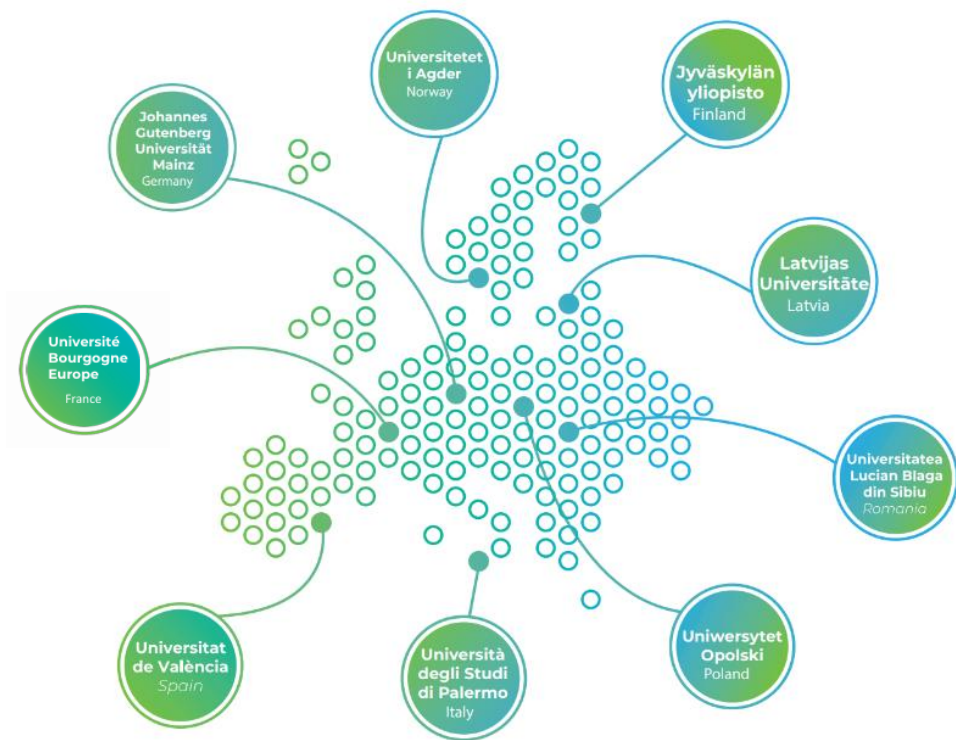 Universitetet
i Agder
Norway
Jyväskylän
yliopisto
Finland
Johannes
Gutenberg
Universität
Mainz
Germany
Latvijas
Universitāte
Latvia
Université
Bourgogne
Europe
France
Universitatea
Lucian Blaga
din Sibiu
Romania
Universitat
de València
Spain
Università
degli Studi
di Palermo
Italy
Uniwersytet
Opolski
Poland